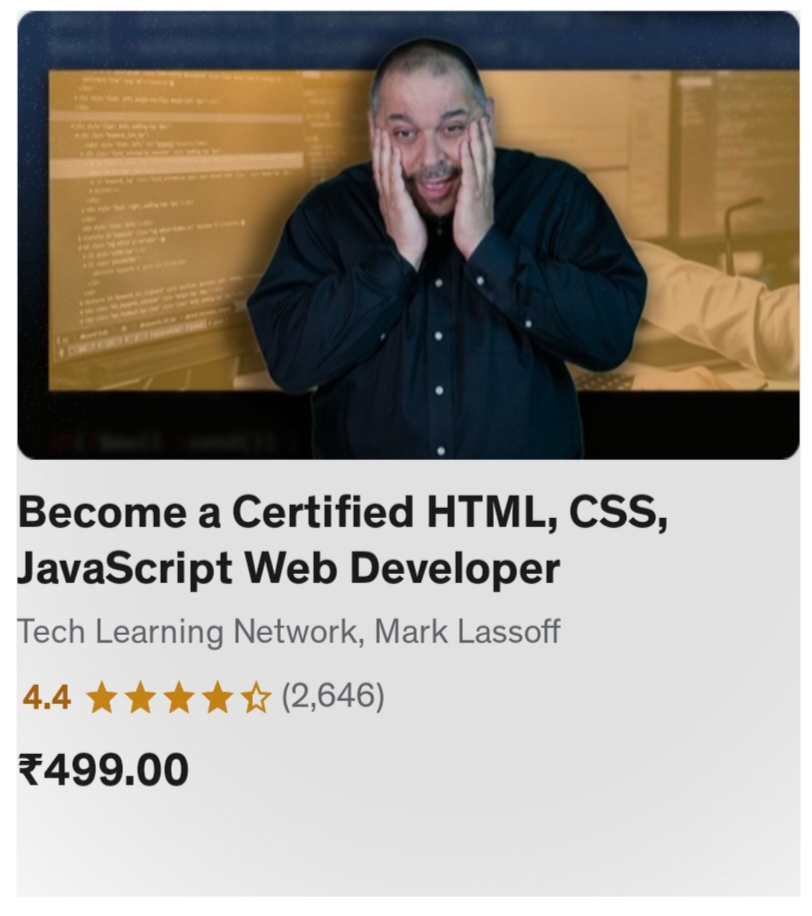 Become a Certified HTML, CSS,
JavaScript Web Developer
Tech Learning Network, Mark Lassoff
4.4 ★★★★☆ (2,646)
₹499.00